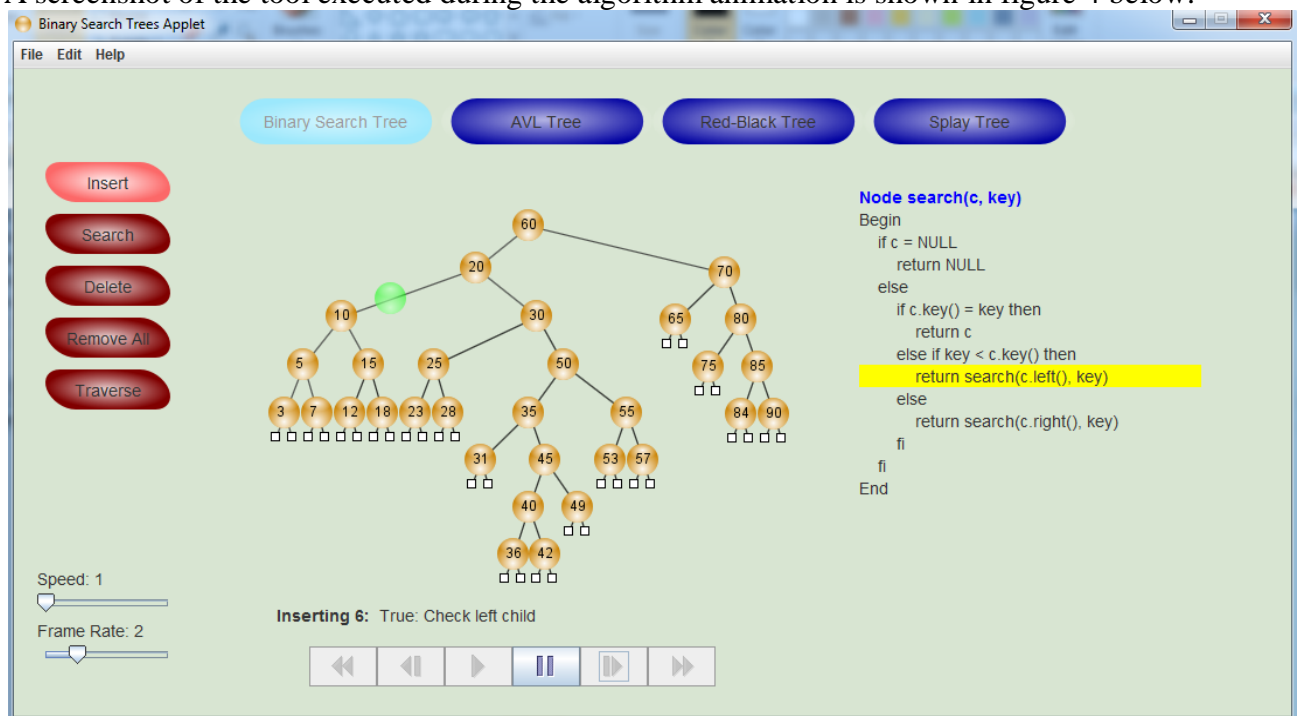 A screenshot of the tool executed during the algorithm animation is shown in figure 4 below.
Binary Search Trees Applet
File Edit Help
Binary Search Tree AVL Tree Red-Black Tree Splay Tree
Insert
Search
Delete
Remove All
Traverse
60
20 70
10 30 65 80
5 15 25 50 75 85
3 7 12 18 23 28 35 55 84 90
31 45 53 57
40 49
36 42
Node search(c, key)
Begin
if c = NULL
return NULL
else
if c.key() = key then
return c
else if key < c.key() then
return search(c.left(), key)
else
return search(c.right(), key)
fi
fi
End
Speed: 1
Frame Rate: 2
Inserting 6: True: Check left child